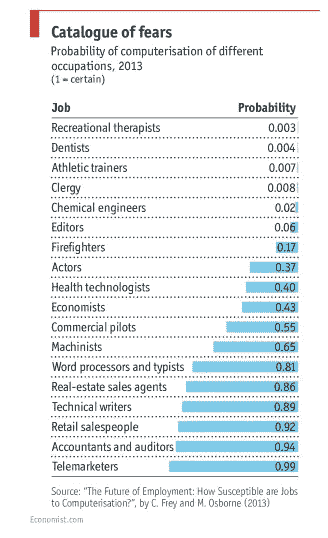 Catalogue of fears
Probability of computerisation of different
occupations, 2013
(1 = certain)
Job Probability
Recreational therapists 0.003
Dentists 0.004
Athletic trainers 0.007
Clergy 0.008
Chemical engineers 0.02
Editors 0.06
Firefighters 0.17
Actors 0.37
Health technologists 0.40
Economists 0.43
Commercial pilots 0.55
Machinists 0.65
Word processors and typists 0.81
Real-estate sales agents 0.86
Technical writers 0.89
Retail salespeople 0.92
Accountants and auditors 0.94
Telemarketers 0.99
Source: "The Future of Employment: How Susceptible are Jobs
to Computerisation?", by C. Frey and M. Osborne (2013)
Economist.com